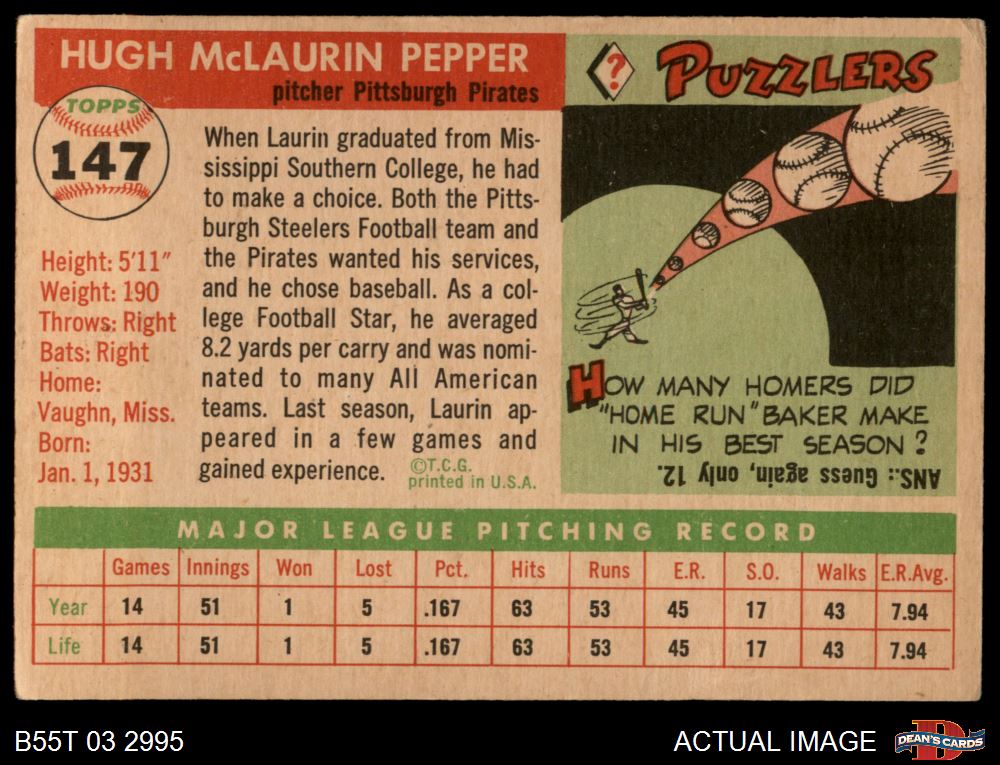 HUGH McLAURIN PEPPER
pitcher Pittsburgh Pirates
TOPPS
147
Height: 5'11"
Weight: 190
Throws: Right
Bats: Right
Home:
Vaughn, Miss.
Born:
Jan. 1, 1931
When Laurin graduated from Mis-
sissippi Southern College, he had
to make a choice. Both the Pitts-
burgh Steelers Football team and
the Pirates wanted his services,
and he chose baseball. As a col-
lege Football Star, he averaged
8.2 yards per carry and was nomi-
nated to many All American
teams. Last season, Laurin ap-
peared in a few games and
gained experience.
©T.C.G.
printed in U.S.A.
?
PUZZLERS
HOW MANY HOMERS DID
"HOME RUN" BAKER MAKE
IN HIS BEST SEASON?
ANS.: Guess again, only 12.
MAJOR LEAGUE PITCHING RECORD
Games Innings Won Lost Pct. Hits Runs E.R. S.O. Walks E.R.Avg.
Year 14 51 1 5 .167 63 53 45 17 43 7.94
Life 14 51 1 5 .167 63 53 45 17 43 7.94
B55T 03 2995
ACTUAL IMAGE
D
DEAN'S CARDS